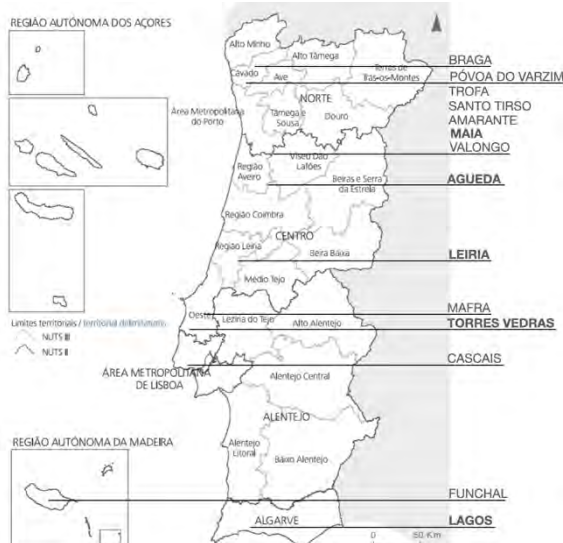 REGIÃO AUTÓNOMA DOS AÇORES
Alto Minho
Alto Tâmega
Terras de
Trás-os-Montes
BRAGA
Cávado
Ave
PÓVOA DO VARZIM
TROFA
NORTE
SANTO TIRSO
Área Metropolitana
do Porto
Tâmega e
Sousa
Douro
AMARANTE
MAIA
VALONGO
Viseu Dão
Lafões
Região
Aveiro
Beiras e Serra
da Estrela
AGUEDA
Região Coimbra
CENTRO
Região Leiria
Beira Baixa
LEIRIA
Médio Tejo
Oeste
Lezíria do Tejo
Alto Alentejo
MAFRA
TORRES VEDRAS
Limites territoriais / territorial
NUTS III
NUTS II
CASCAIS
ÁREA METROPOLITANA
DE LISBOA
Alentejo Central
ALENTEJO
REGIÃO AUTÓNOMA DA MADEIRA
Alentejo
Litoral
Baixo Alentejo
FUNCHAL
ALGARVE
LAGOS
0 50 Km